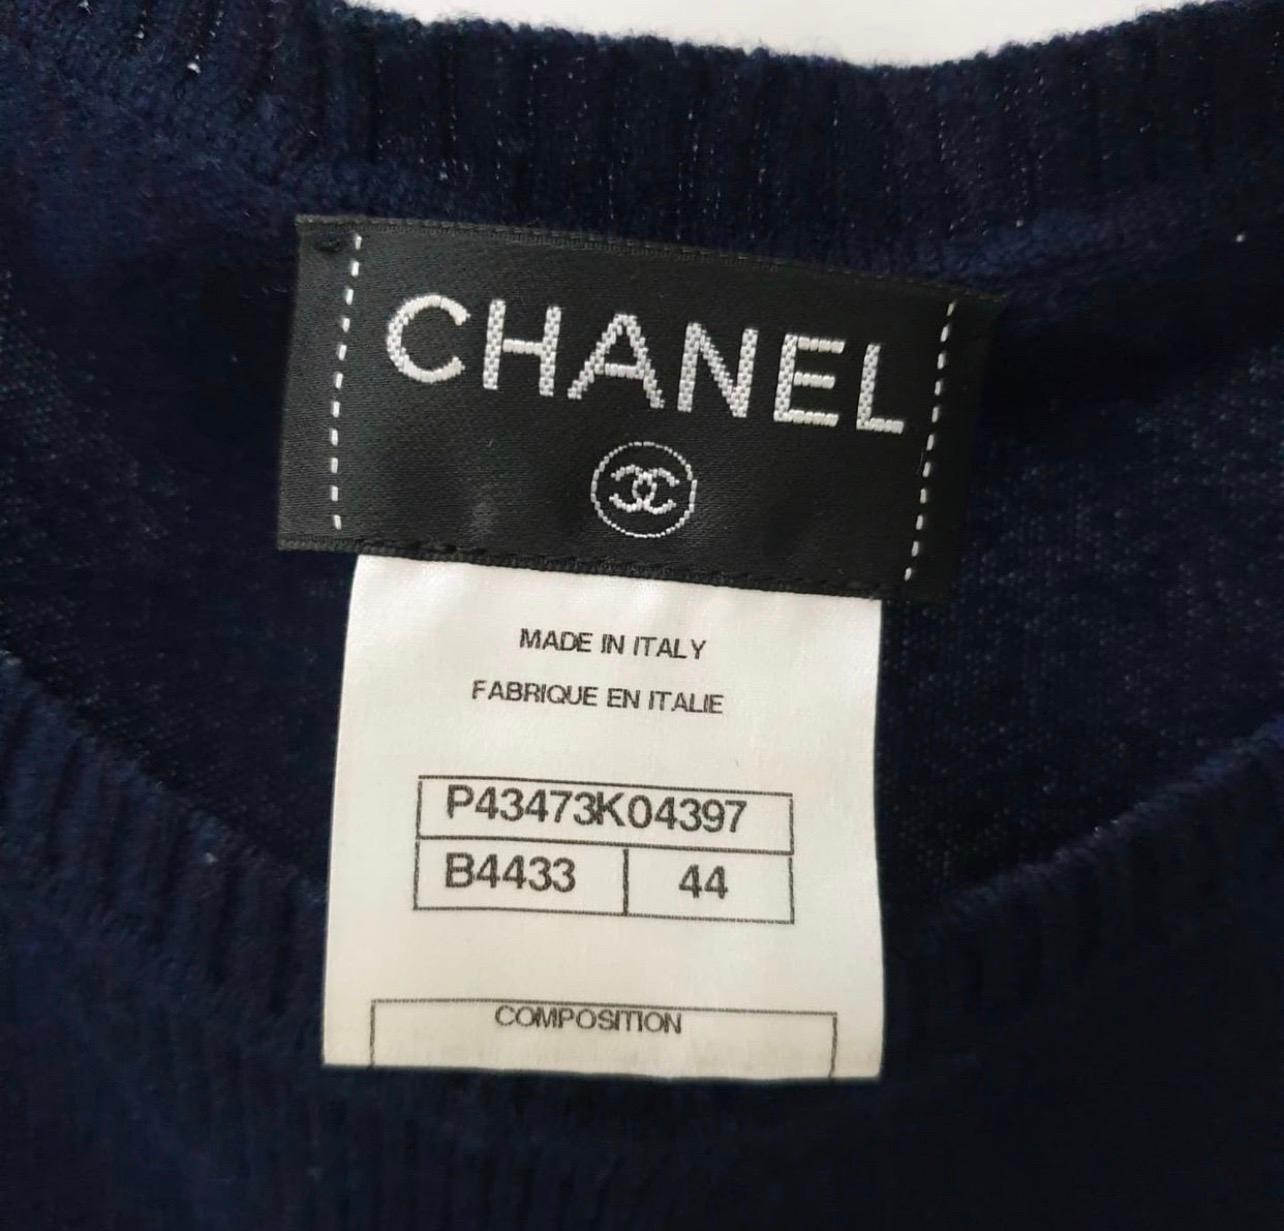 CHANEL
MADE IN ITALY
FABRIQUE EN ITALIE
P43473K04397
B4433 44
COMPOSITION